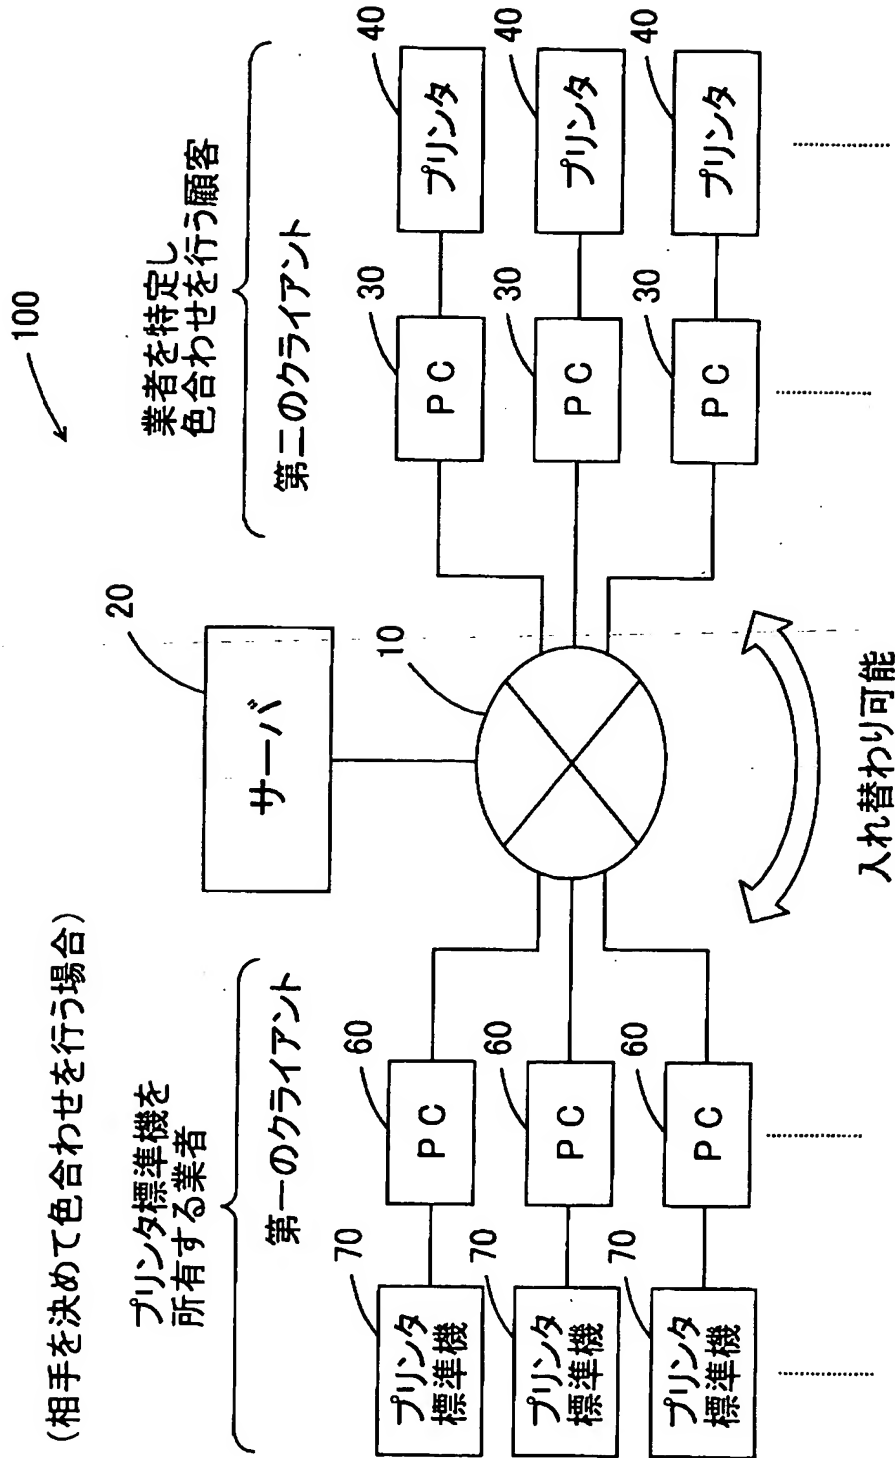 (相手を決めて色合わせを行う場合)
100
プリンタ標準機を
所有する業者
第一のクライアント
サーバ
20
業者を特定し
色合わせを行う顧客
第二のクライアント
70
プリンタ
標準機
60
PC
10
30
PC
40
プリンタ
70
プリンタ
標準機
60
PC
30
PC
40
プリンタ
70
プリンタ
標準機
60
PC
30
PC
40
プリンタ
入れ替わり可能